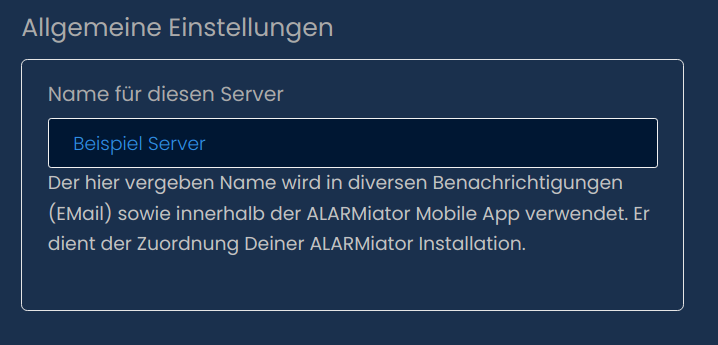 Allgemeine Einstellungen
Name für diesen Server
Beispiel Server
Der hier vergeben Name wird in diversen Benachrichtigungen
(EMail) sowie innerhalb der ALARMiator Mobile App verwendet. Er
dient der Zuordnung Deiner ALARMiator Installation.